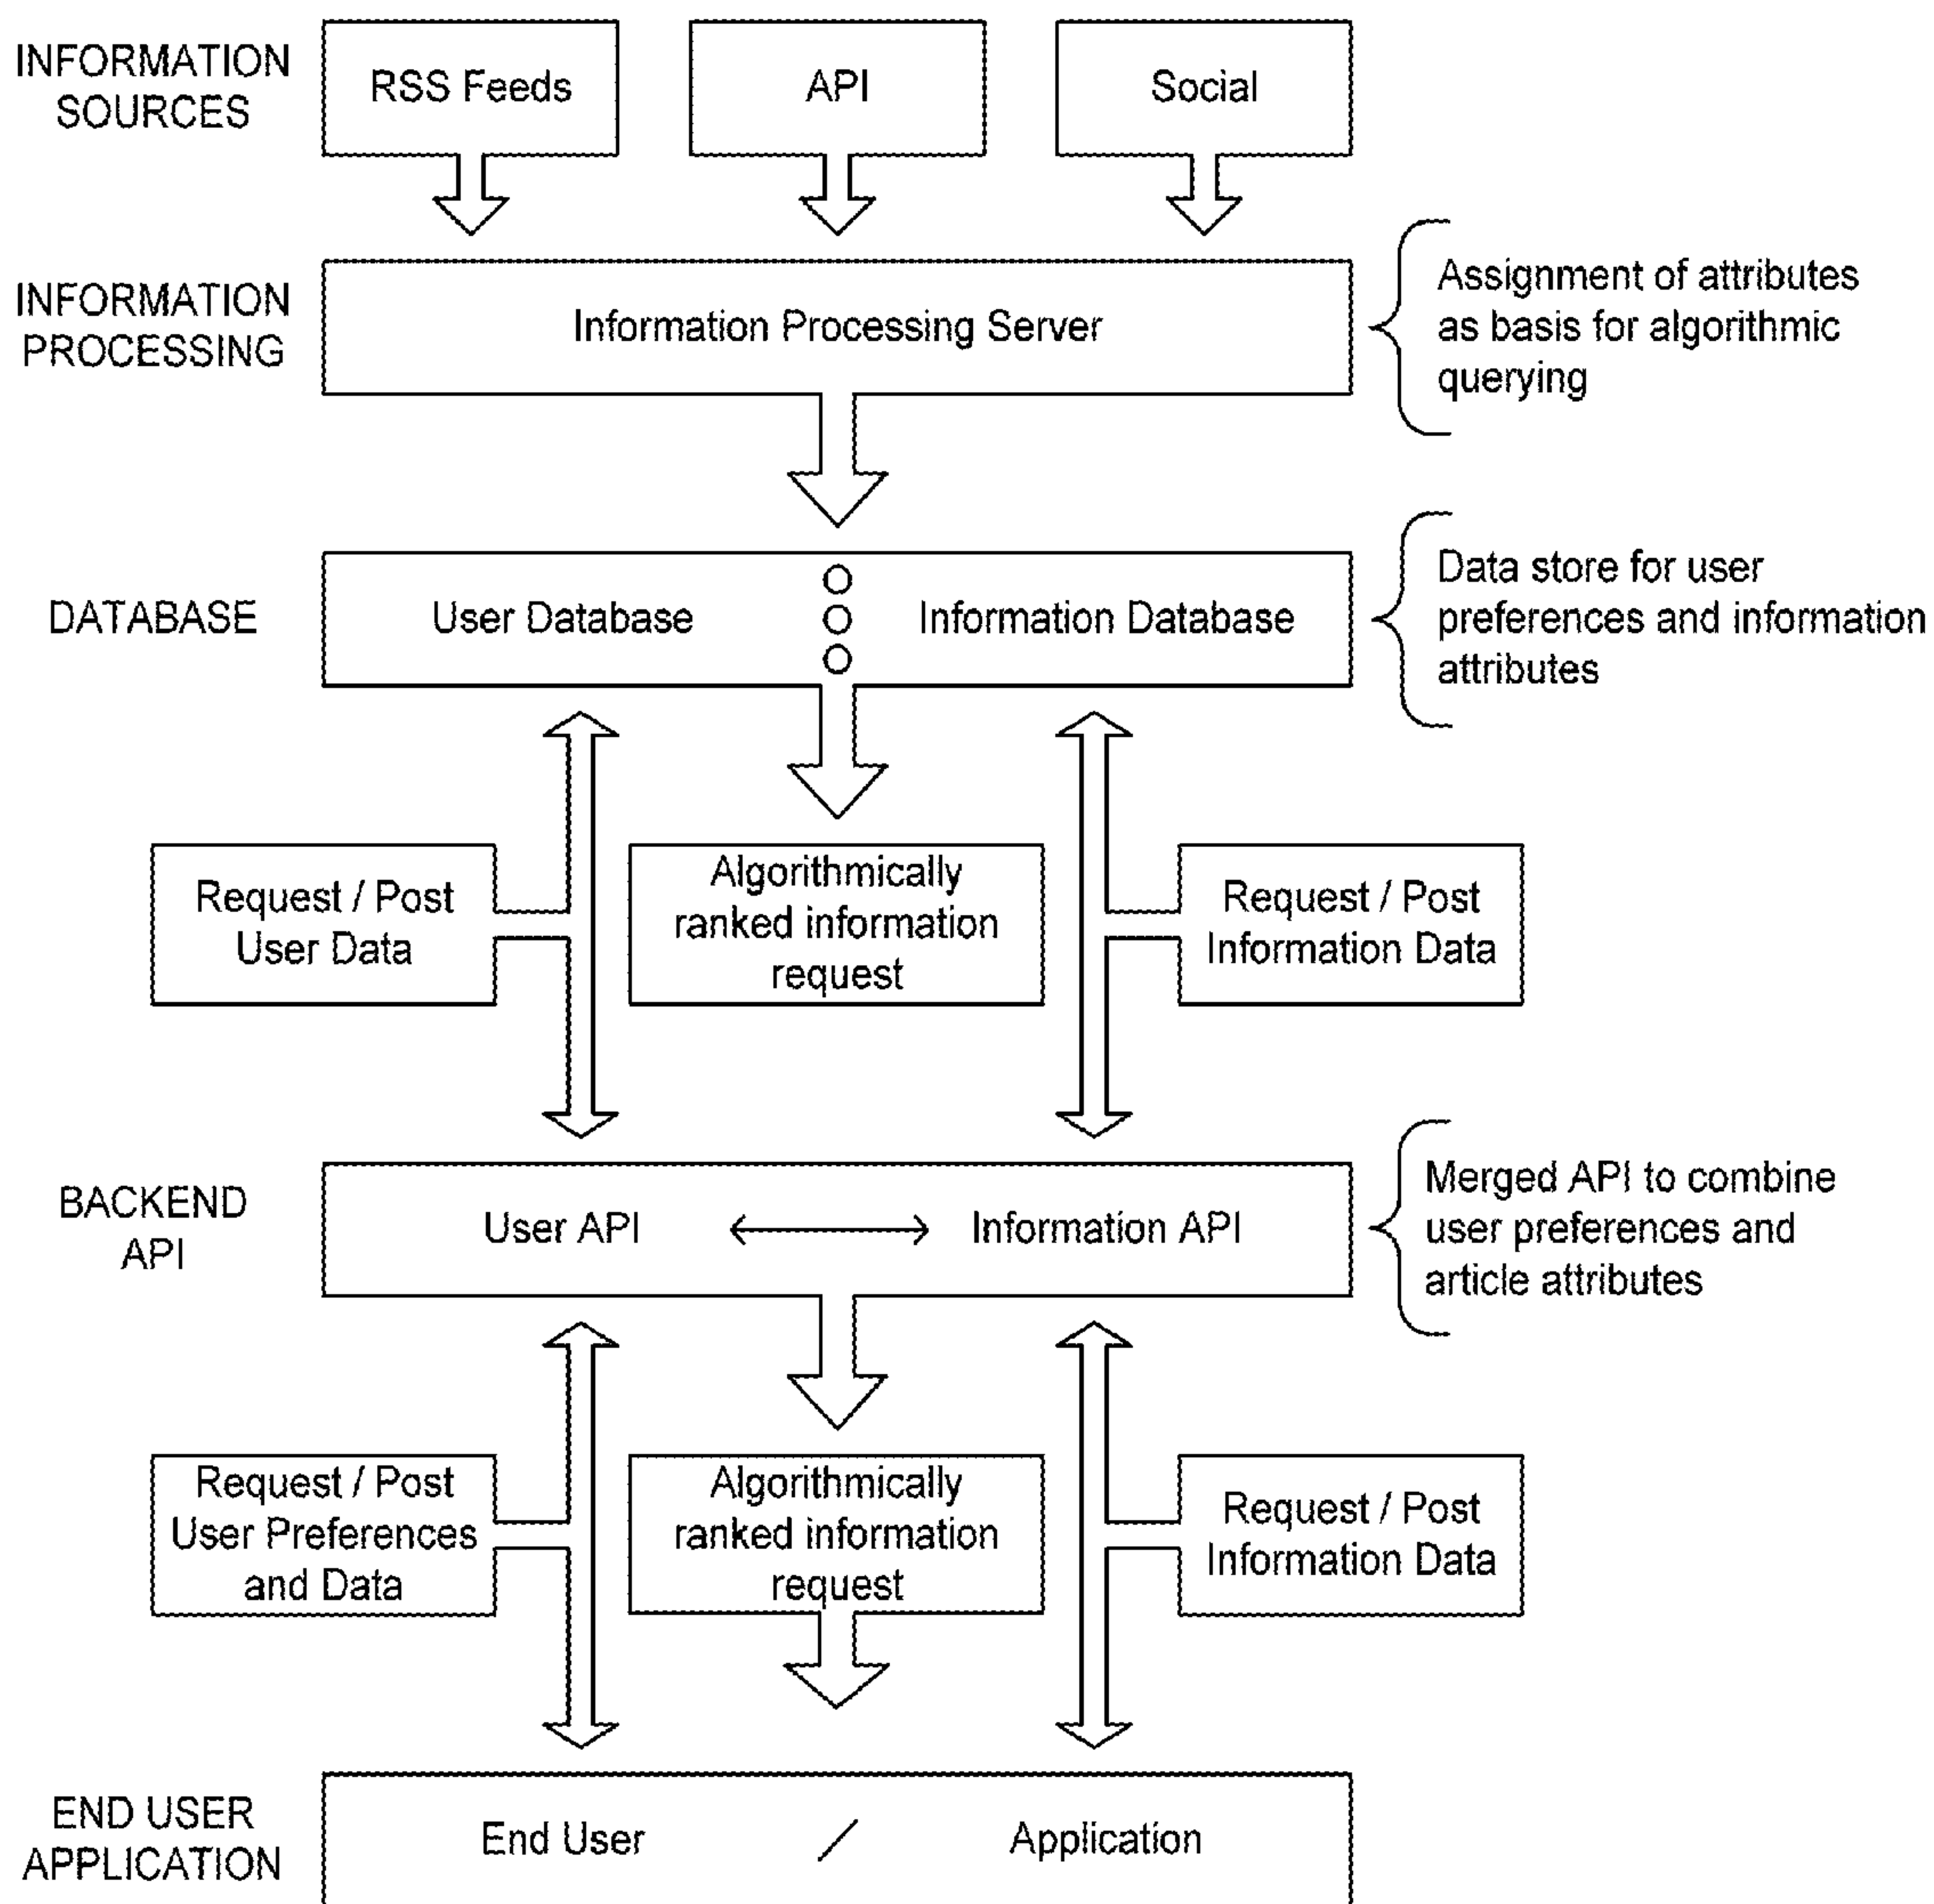 INFORMATION
SOURCES
RSS Feeds
API
Social
INFORMATION
PROCESSING
Information Processing Server
Assignment of attributes
as basis for algorithmic
querying
DATABASE
User Database
Information Database
Data store for user
preferences and information
attributes
Request / Post
User Data
Algorithmically
ranked information
request
Request / Post
Information Data
BACKEND
API
User API
Information API
Merged API to combine
user preferences and
article attributes
Request / Post
User Preferences
and Data
Algorithmically
ranked information
request
Request / Post
Information Data
END USER
APPLICATION
End User / Application